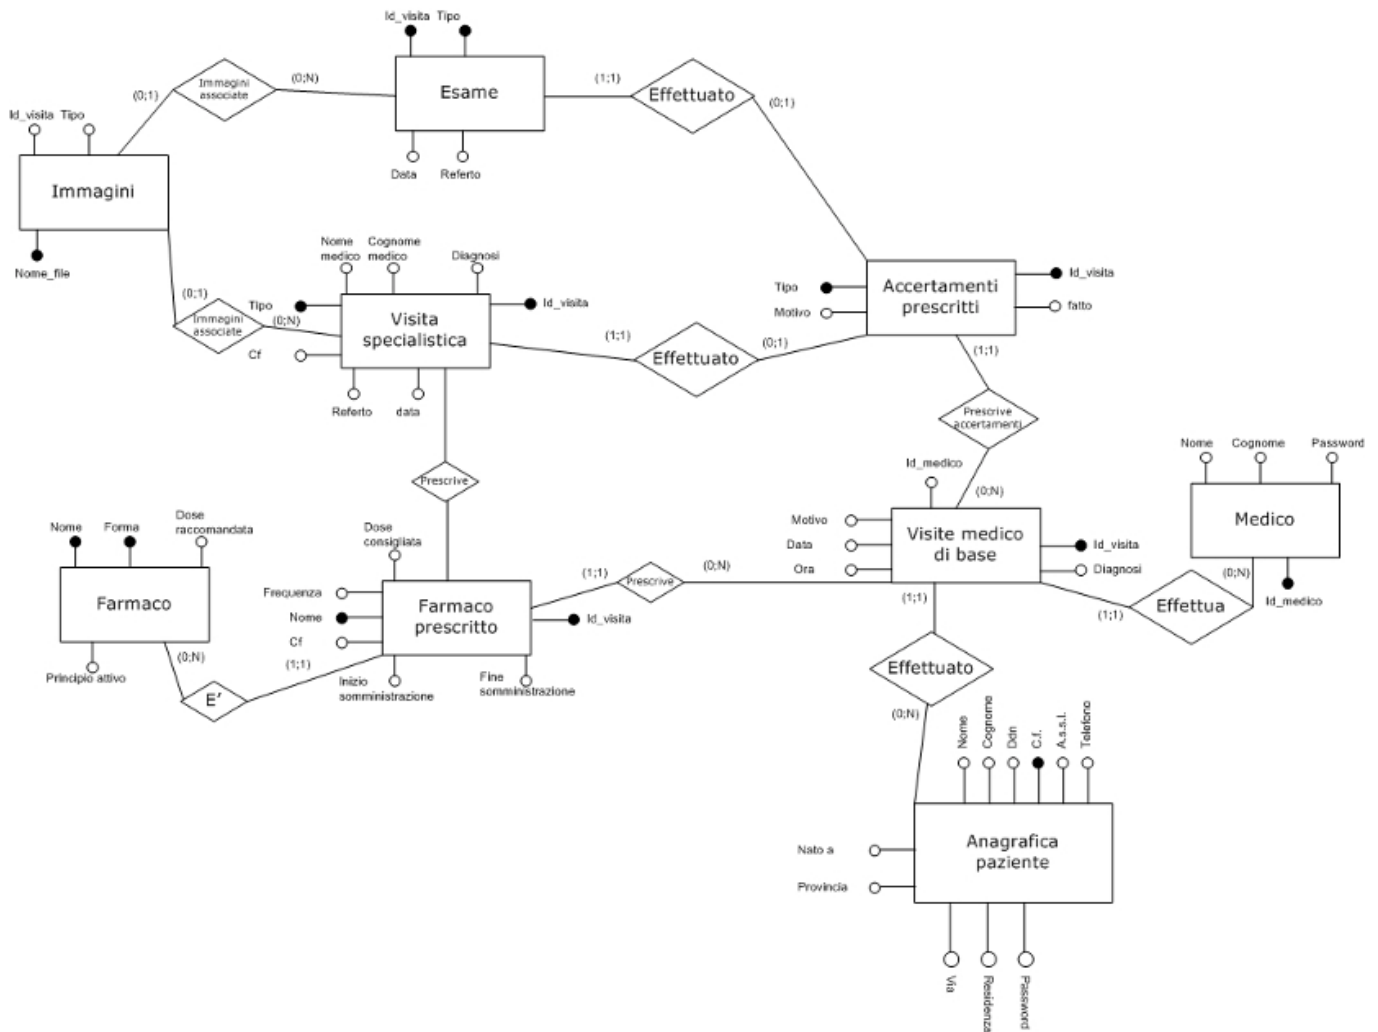 Id_visita Tipo
Esame
Data
Referto
Immagini
associate
(0;1)
(0;N)
(1;1)
Effettuato
(0;1)
Id_visita Tipo
Immagini
Nome_file
(0;1)
Immagini
associate
(0;N)
Nome
medico
Cognome
medico
Diagnosi
Tipo
Id_visita
Visita
specialistica
Cf
Referto
data
(1;1)
Effettuato
(0;1)
Tipo
Motivo
Accertamenti
prescritti
Id_visita
fatto
(1;1)
Prescrive
accertamenti
(0;N)
Id_medico
Motivo
Data
Ora
Visite medico
di base
Id_visita
Diagnosi
Nome
Cognome
Password
Medico
Id_medico
(0;N)
Effettua
(1;1)
Prescrive
Nome
Forma
Dose
raccomandata
Farmaco
Principio attivo
(0;N)
E'
(1;1)
Dose
consigliata
Frequenza
Nome
Cf
Farmaco
prescritto
Id_visita
Inizio
somministrazione
Fine
somministrazione
(1;1)
Prescrive
(0;N)
(1;1)
Effettuato
(0;N)
Nome
Cognome
Ddn
C.f.
A.s.s.l.
Telefono
Nato a
Provincia
Anagrafica
paziente
Via
Residenza
Password